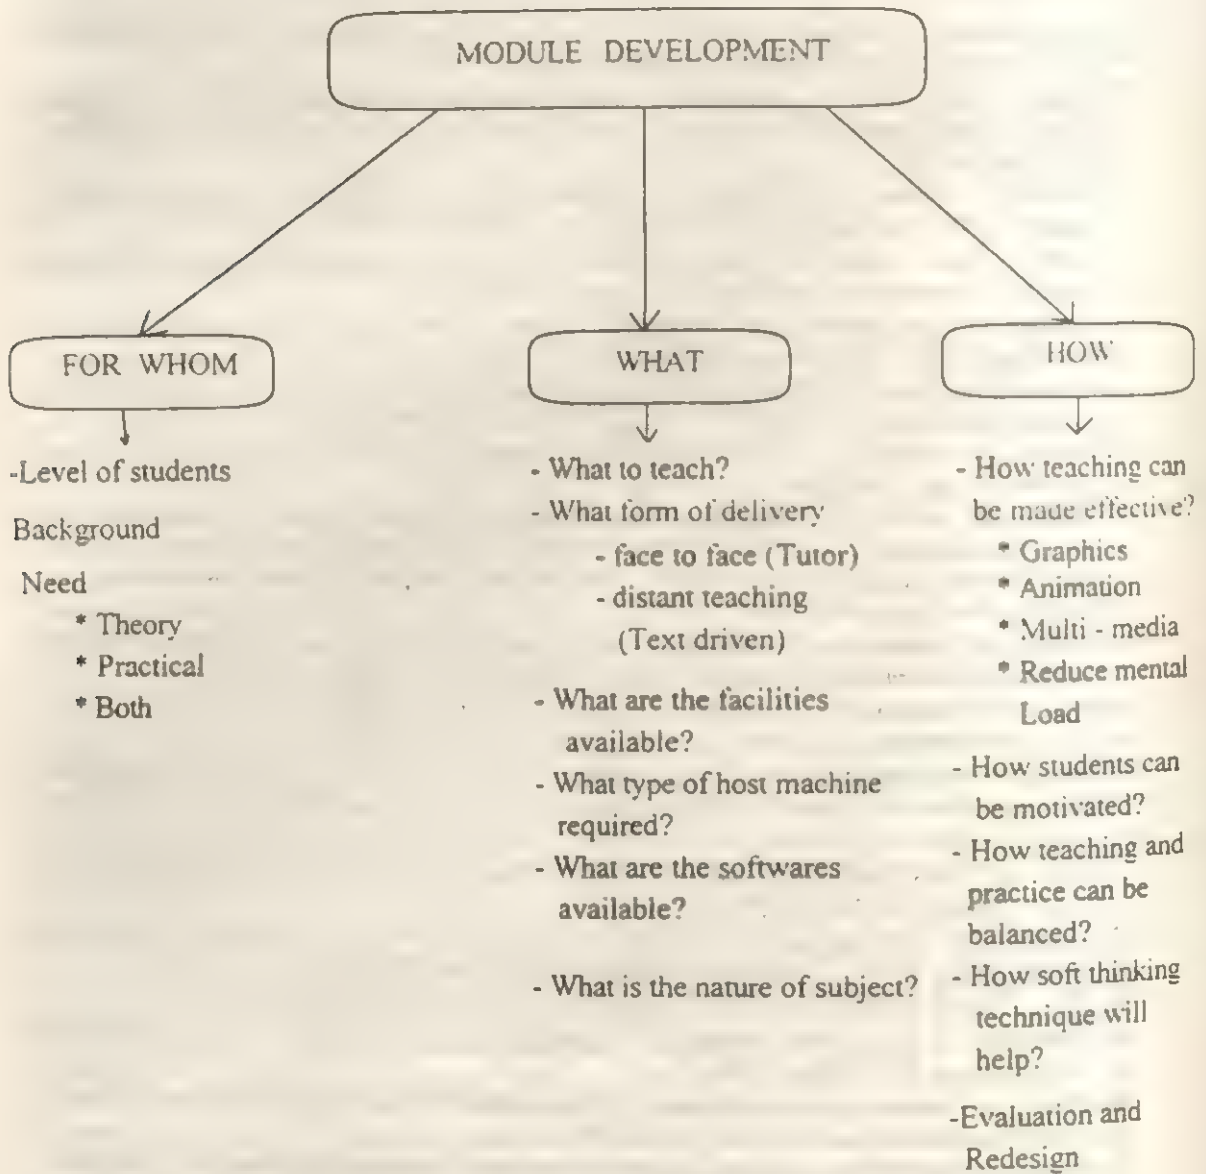 MODULE DEVELOPMENT
FOR WHOM
-Level of students
Background
Need
* Theory
* Practical
* Both
WHAT
- What to teach?
- What form of delivery
- face to face (Tutor)
- distant teaching
(Text driven)
- What are the facilities
available?
- What type of host machine
required?
- What are the softwares
available?
- What is the nature of subject?
HOW
- How teaching can
be made effective?
* Graphics
* Animation
* Multi - media
* Reduce mental
Load
- How students can
be motivated?
- How teaching and
practice can be
balanced?
- How soft thinking
technique will
help?
-Evaluation and
Redesign